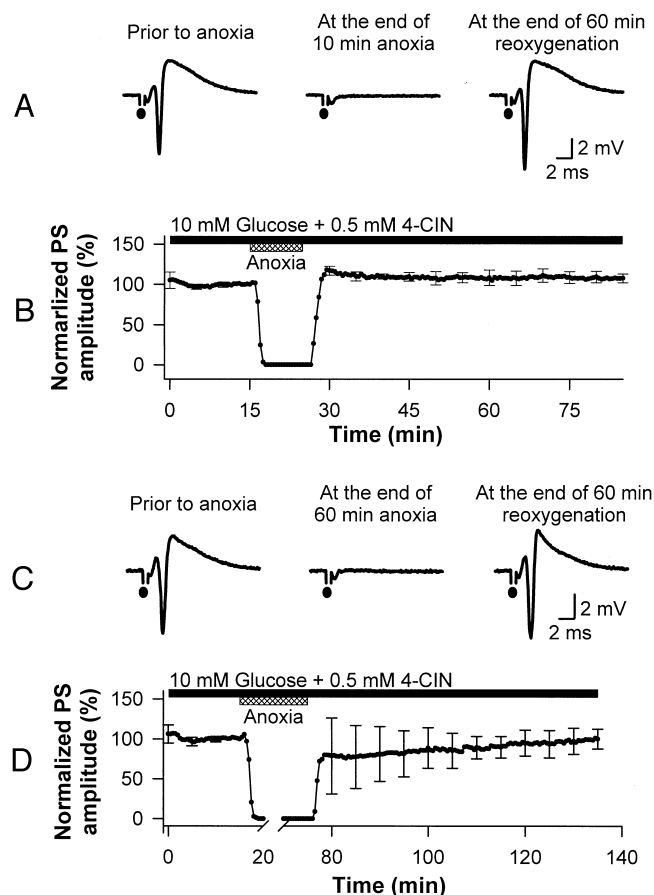 A
Prior to anoxia
At the end of
10 min anoxia
At the end of 60 min
reoxygenation
2 mV
2 ms
B
10 mM Glucose + 0.5 mM 4-CIN
Anoxia
Normarlized PS
amplitude (%)
150
100
50
0
0 15 30 45 60 75
Time (min)
C
Prior to anoxia
At the end of
60 min anoxia
At the end of 60 min
reoxygenation
2 mV
2 ms
D
10 mM Glucose + 0.5 mM 4-CIN
Anoxia
Normalized PS
amplitude (%)
150
100
50
0
0 20 80 100 120 140
Time (min)